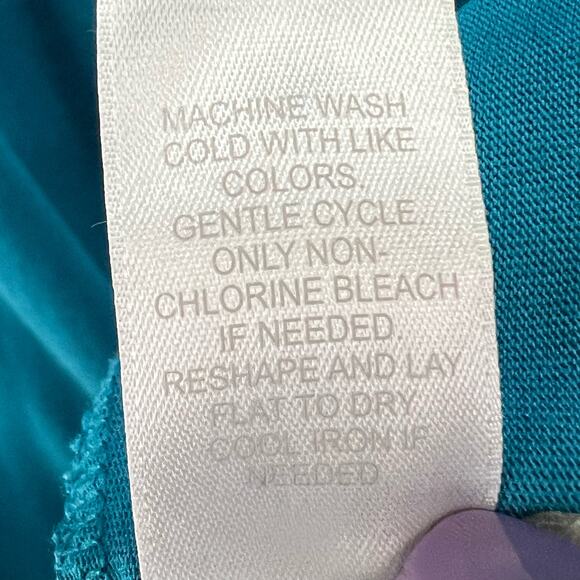 MACHINE WASH
COLD WITH LIKE
COLORS.
GENTLE CYCLE.
ONLY NON-
CHLORINE BLEACH
IF NEEDED.
RESHAPE AND LAY
FLAT TO DRY.
COOL IRON IF
NEEDED